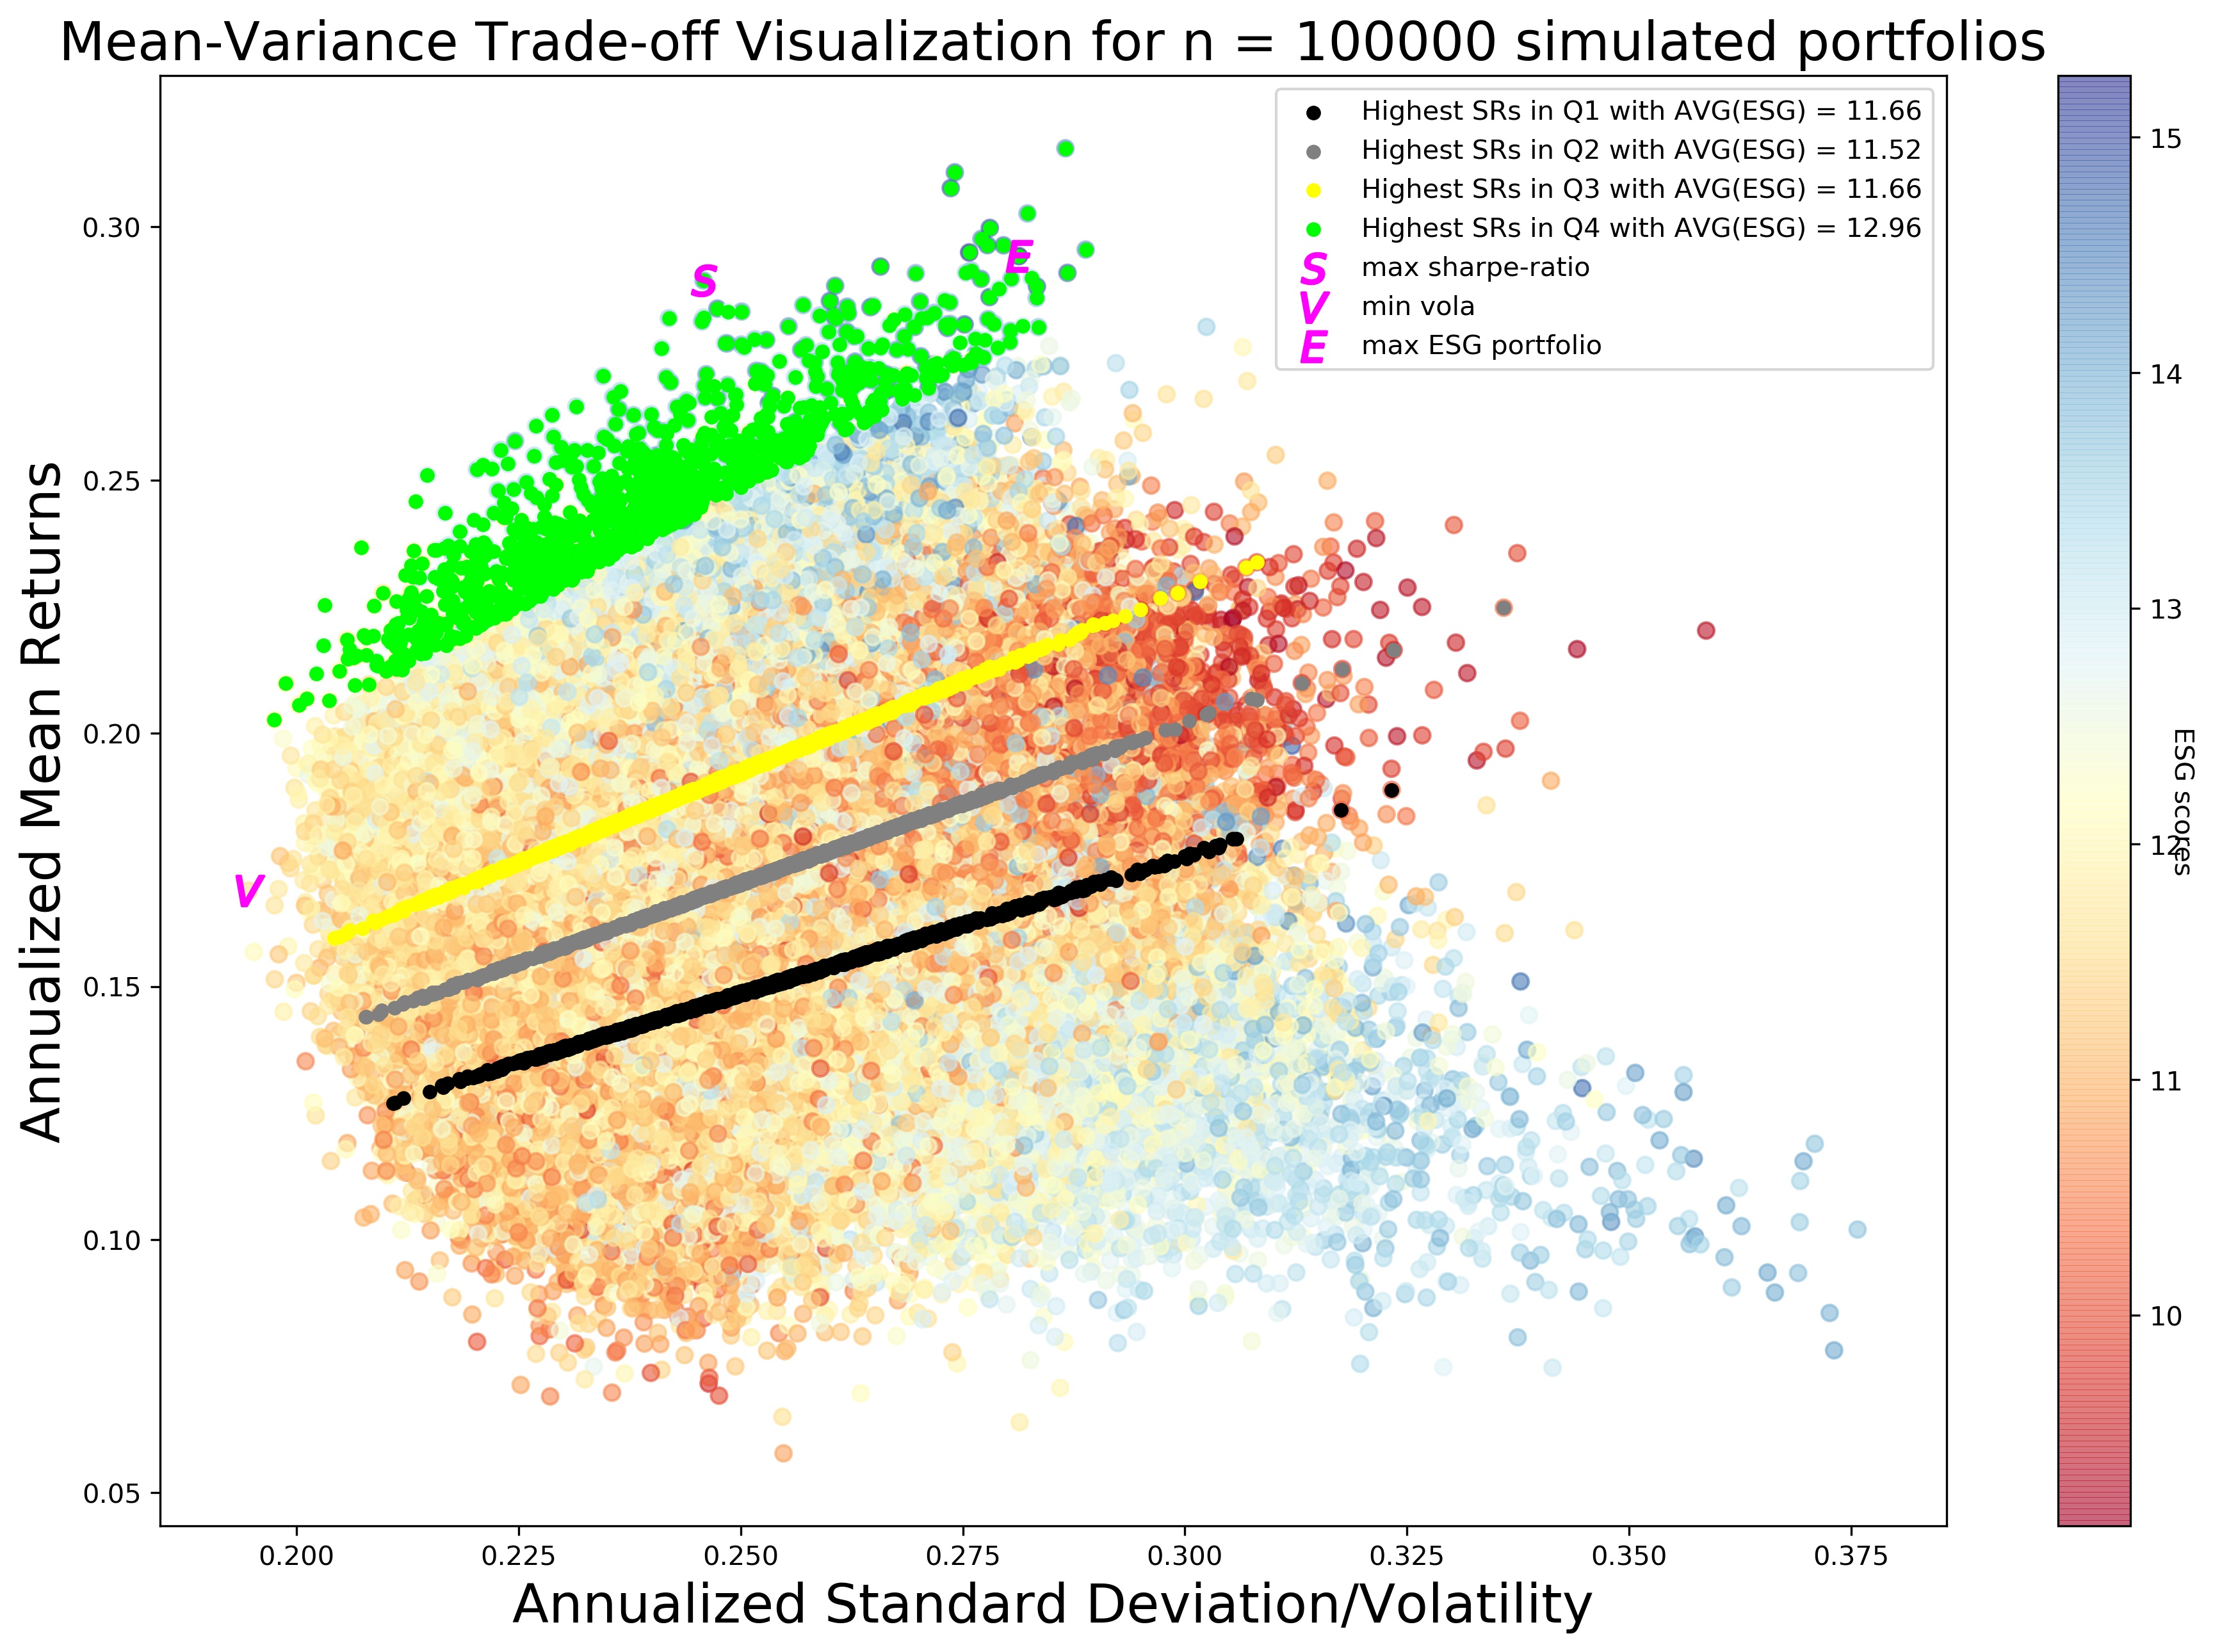 Mean-Variance Trade-off Visualization for n = 100000 simulated portfolios
Highest SRs in Q1 with AVG(ESG) = 11.66
Highest SRs in Q2 with AVG(ESG) = 11.52
Highest SRs in Q3 with AVG(ESG) = 11.66
Highest SRs in Q4 with AVG(ESG) = 12.96
S max sharpe-ratio
V min vola
E max ESG portfolio
S
E
V
0.30
0.25
0.20
0.15
0.10
0.05
Annualized Mean Returns
0.200 0.225 0.250 0.275 0.300 0.325 0.350 0.375
Annualized Standard Deviation/Volatility
15
14
13
12
11
10
ESG scores